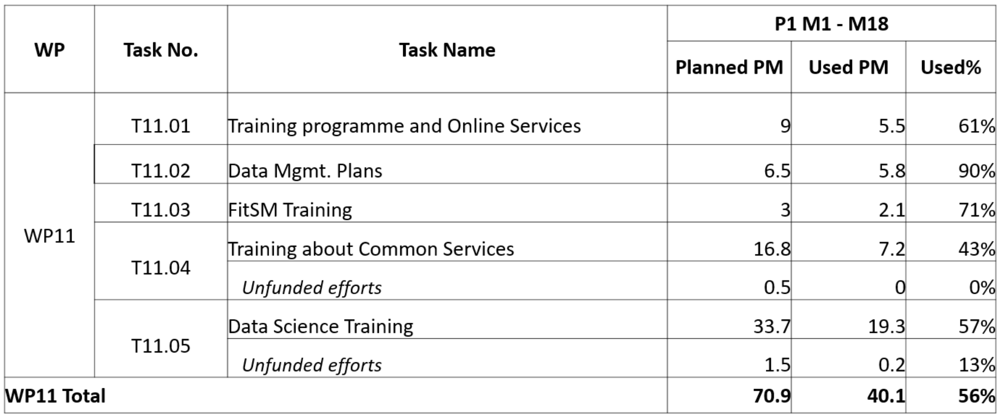 WP Task No. Task Name P1 M1 - M18
Planned PM Used PM Used%
WP11
T11.01 Training programme and Online Services 9 5.5 61%
T11.02 Data Mgmt. Plans 6.5 5.8 90%
T11.03 FitSM Training 3 2.1 71%
T11.04 Training about Common Services 16.8 7.2 43%
Unfunded efforts 0.5 0 0%
T11.05 Data Science Training 33.7 19.3 57%
Unfunded efforts 1.5 0.2 13%
WP11 Total 70.9 40.1 56%